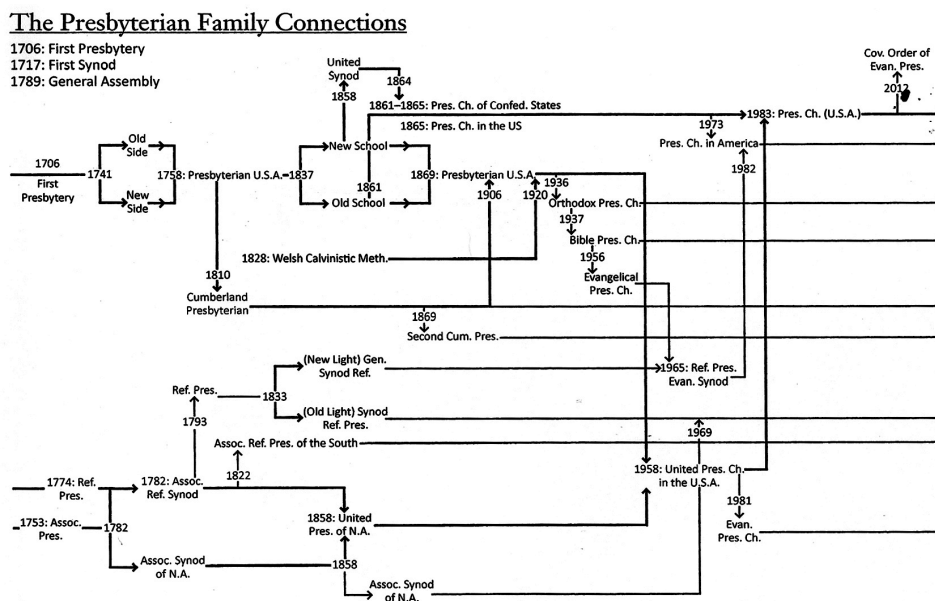 The Presbyterian Family Connections
1706: First Presbytery
1717: First Synod
1789: General Assembly
Cov. Order of
Evan. Pres.
2012
United
Synod
1864
1858
1861–1865: Pres. Ch. of Confed. States
1983: Pres. Ch. (U.S.A.)
1865: Pres. Ch. in the US
1973
Pres. Ch. in America
1982
Old
Side
New School
1706
First
Presbytery
1741
1758: Presbyterian U.S.A.
1837
1861
1869: Presbyterian U.S.A.
1906
1920
1936
New
Side
Old School
Orthodox Pres. Ch.
1937
Bible Pres. Ch.
1956
1828: Welsh Calvinistic Meth.
1810
Evangelical
Pres. Ch.
Cumberland
Presbyterian
1869
Second Cum. Pres.
(New Light) Gen.
Synod Ref.
1965: Ref. Pres.
Evan. Synod
Ref. Pres.
1833
1793
(Old Light) Synod
Ref. Pres.
1969
Assoc. Ref. Pres. of the South
1822
1958: United Pres. Ch.
in the U.S.A.
1774: Ref.
Pres.
1782: Assoc.
Ref. Synod
1981
Evan.
Pres. Ch.
1753: Assoc.
Pres.
1782
1858: United
Pres. of N.A.
Assoc. Synod
of N.A.
1858
Assoc. Synod
of N.A.